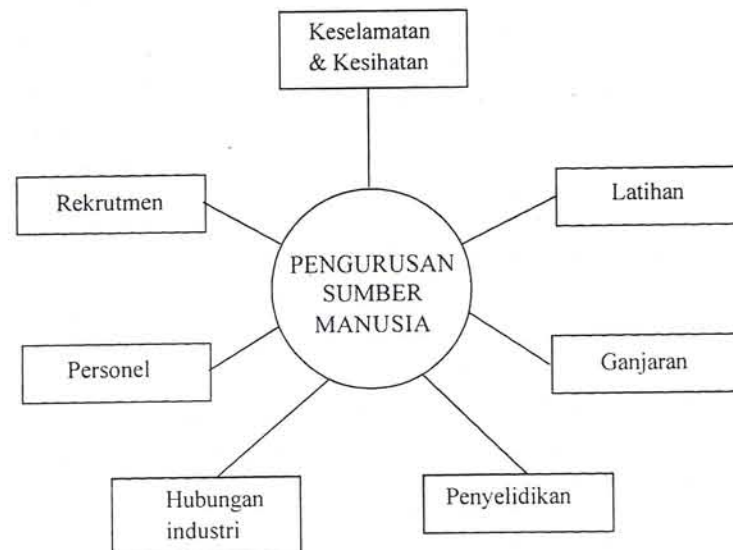 Keselamatan
& Kesihatan
Rekrutmen
Latihan
PENGURUSAN
SUMBER
MANUSIA
Personel
Ganjaran
Hubungan
industri
Penyelidikan